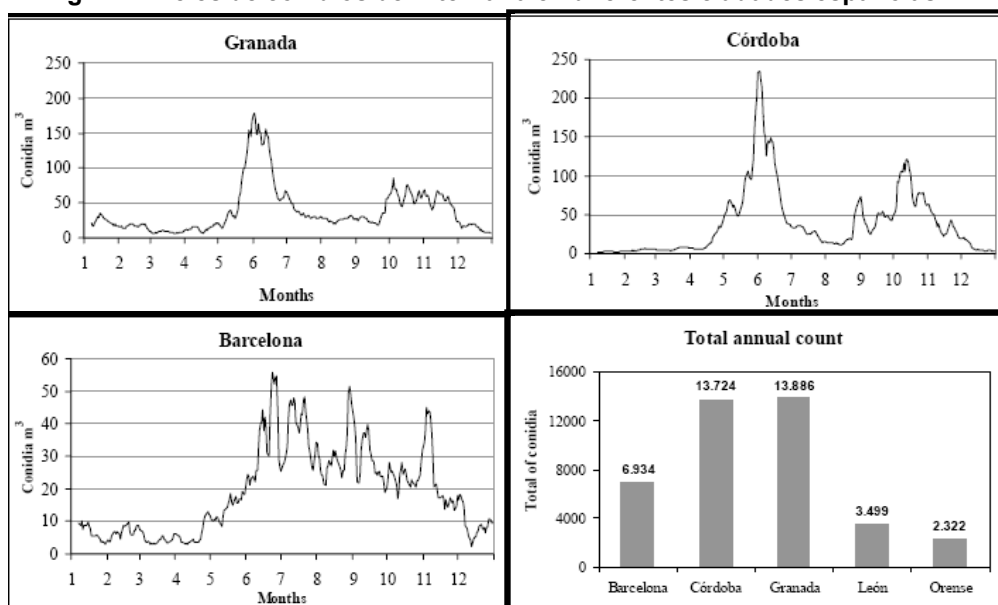 Granada
Conidia m³
250
200
150
100
50
0
1 2 3 4 5 6 7 8 9 10 11 12
Months
Córdoba
Conidia m³
250
200
150
100
50
0
1 2 3 4 5 6 7 8 9 10 11 12
Months
Barcelona
Conidia m³
60
50
40
30
20
10
0
1 2 3 4 5 6 7 8 9 10 11 12
Months
Total annual count
Total of conidia
16000
12000
8000
4000
0
6.934
13.724
13.886
3.499
2.322
Barcelona Córdoba Granada León Orense